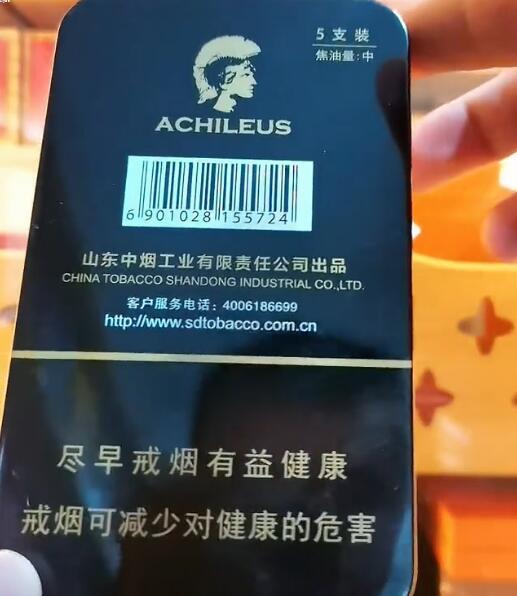 5支装
焦油量:中
ACHILEUS
6 901028 155724
山东中烟工业有限责任公司出品
CHINA TOBACCO SHANDONG INDUSTRIAL CO.,LTD.
客户服务电话: 4006186699
http://www.sdtobacco.com.cn
尽早戒烟有益健康
戒烟可减少对健康的危害